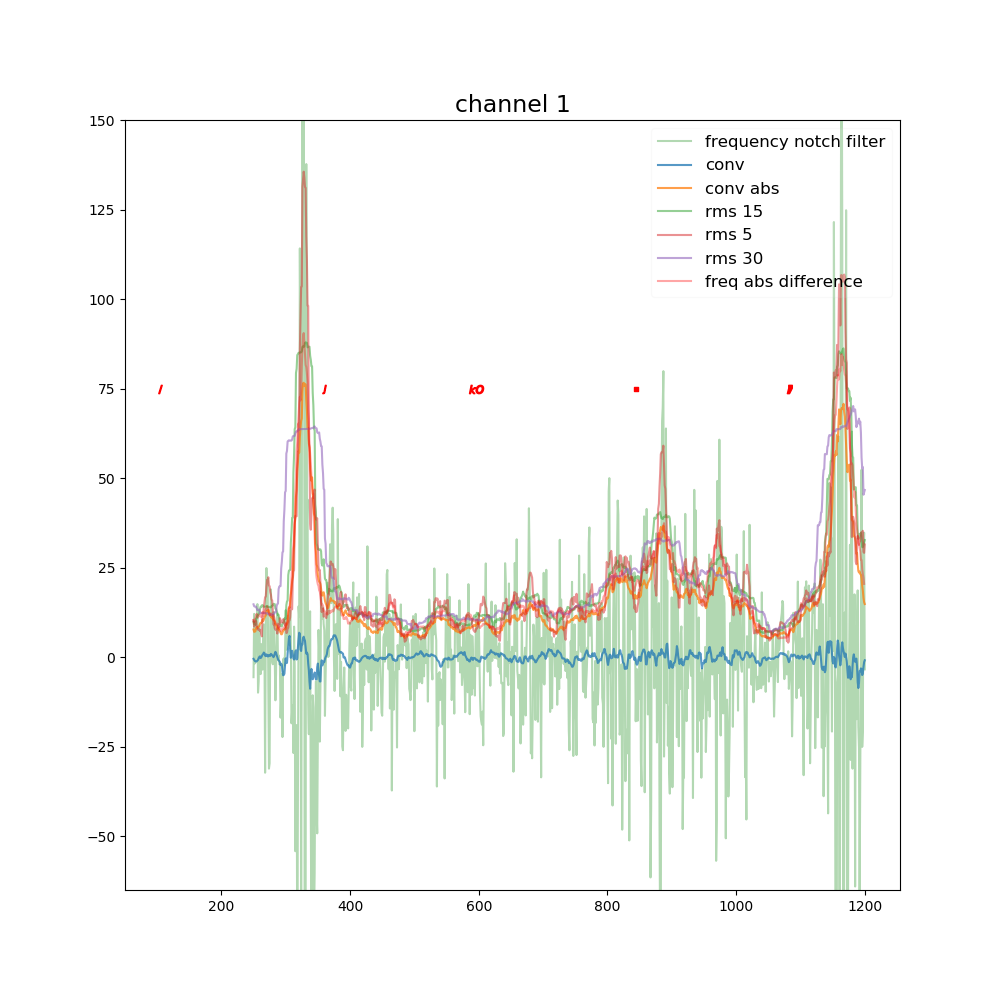 channel 1
150
125
100
75
50
25
0
−25
−50
frequency notch filter
conv
conv abs
rms 15
rms 5
rms 30
freq abs difference
200 400 600 800 1000 1200